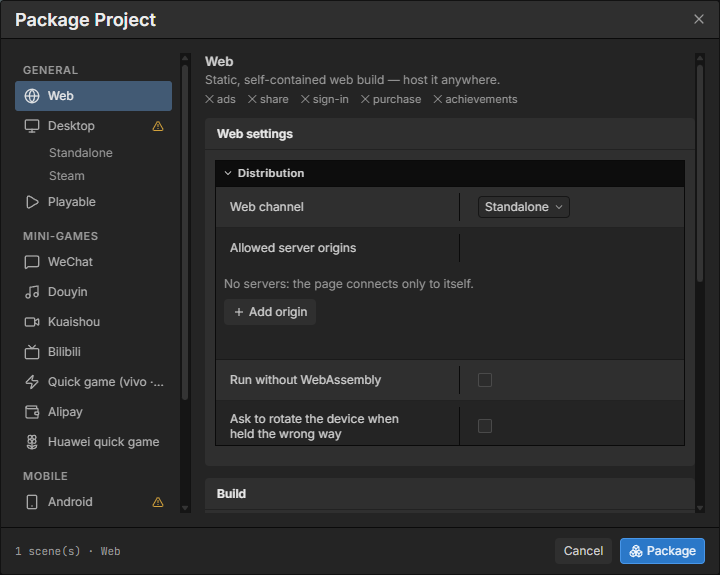 Package Project
GENERAL
Web
Desktop
Standalone
Steam
Playable
MINI-GAMES
WeChat
Douyin
Kuaishou
Bilibili
Quick game (vivo ·...
Alipay
Huawei quick game
MOBILE
Android
Web
Static, self-contained web build — host it anywhere.
ads share sign-in purchase achievements
Web settings
Distribution
Web channel Standalone
Allowed server origins
No servers: the page connects only to itself.
+ Add origin
Run without WebAssembly
Ask to rotate the device when
held the wrong way
Build
1 scene(s) · Web
Cancel Package